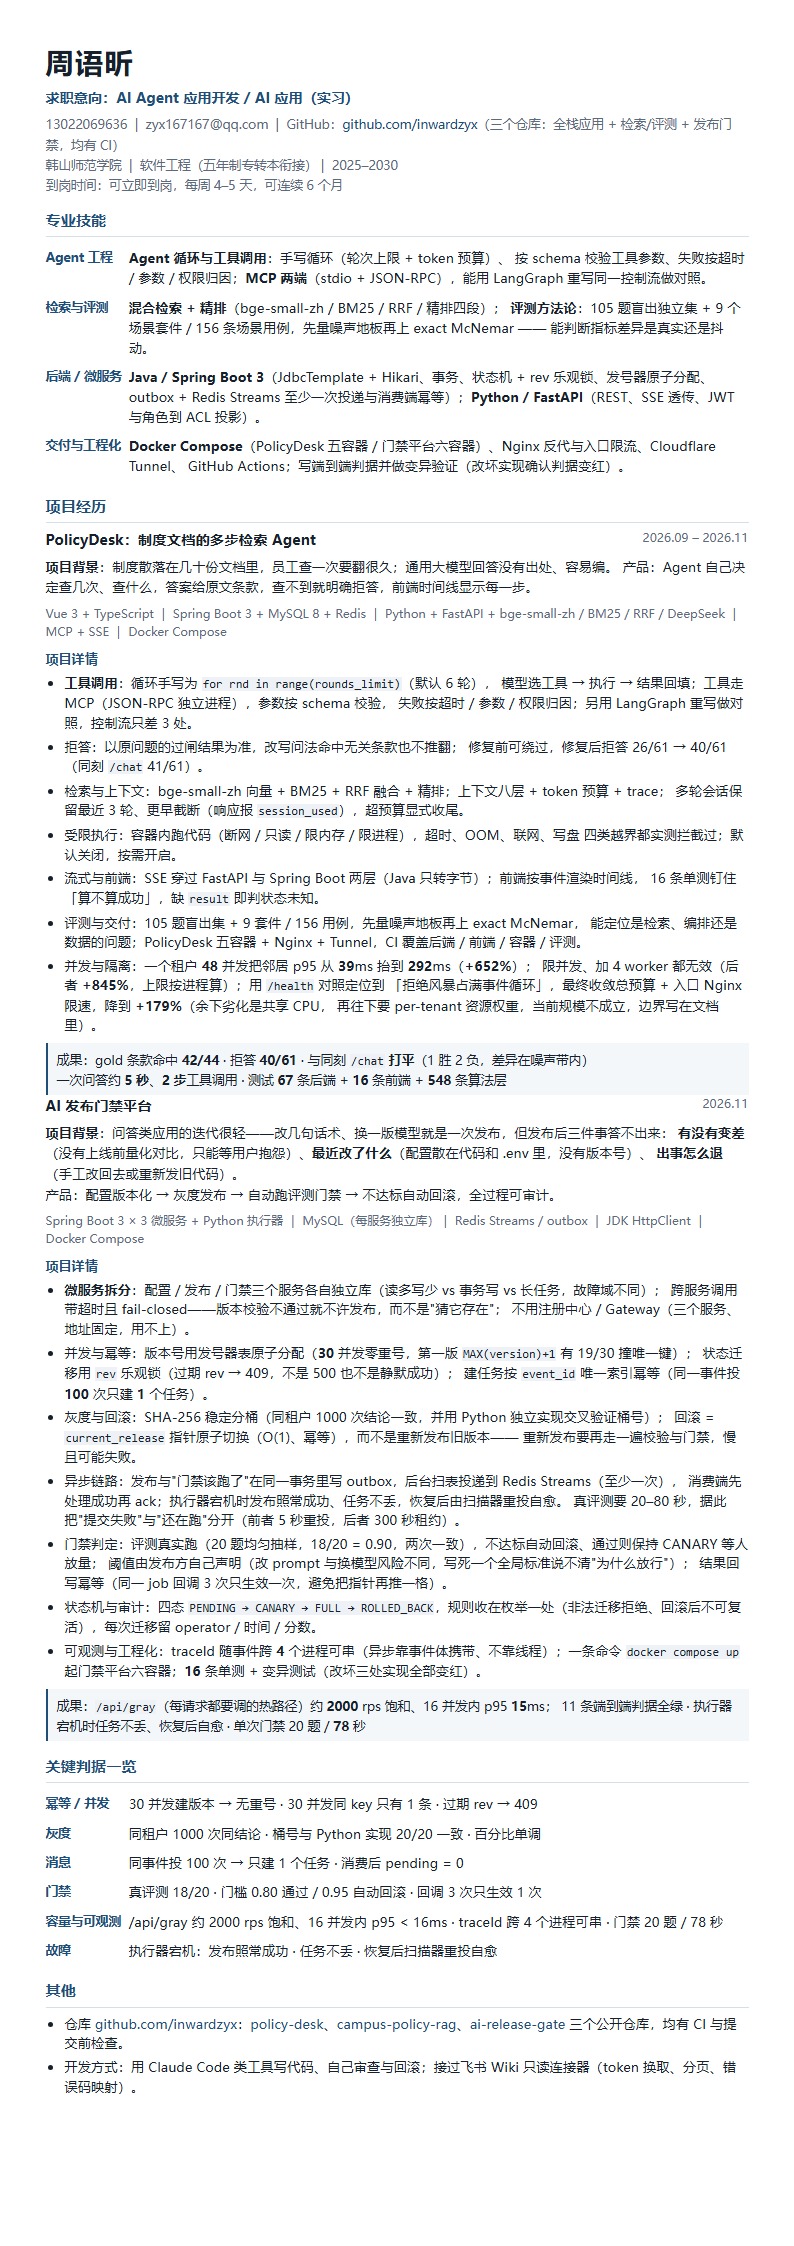 周语昕
求职意向：AI Agent 应用开发 / AI 应用（实习）
13022069636 | zyx167167@qq.com | GitHub：github.com/inwardzyx（三个仓库：全栈应用 + 检索/评测 + 发布门
禁，均有 CI）
韩山师范学院 | 软件工程（五年制专转本衔接） | 2025–2030
到岗时间：可立即到岗，每周 4–5 天，可连续 6 个月
专业技能
Agent 工程 Agent 循环与工具调用：手写循环（轮次上限 + token 预算）、 按 schema 校验工具参数、失败按超时
/ 参数 / 权限归因；MCP 两端（stdio + JSON-RPC），能用 LangGraph 重写同一控制流做对照。
检索与评测 混合检索 + 精排（bge-small-zh / BM25 / RRF / 精排四段）； 评测方法论：105 题盲出独立集 + 9 个
场景套件 / 156 条场景用例，先量噪声地板再上 exact McNemar —— 能判断指标差异是真实还是抖
动。
后端 / 微服务 Java / Spring Boot 3（JdbcTemplate + Hikari、事务、状态机 + rev 乐观锁、发号器原子分配、
outbox + Redis Streams 至少一次投递与消费端幂等）；Python / FastAPI（REST、SSE 透传、JWT
与角色到 ACL 投影）。
交付与工程化 Docker Compose（PolicyDesk 五容器 / 门禁平台六容器）、Nginx 反代与入口限流、Cloudflare
Tunnel、 GitHub Actions；写端到端判据并做变异验证（改坏实现确认判据变红）。
项目经历
PolicyDesk：制度文档的多步检索 Agent 2026.09 – 2026.11
项目背景：制度散落在几十份文档里，员工查一次要翻很久；通用大模型回答没有出处、容易编。 产品：Agent 自己决
定查几次、查什么，答案给原文条款，查不到就明确拒答，前端时间线显示每一步。
Vue 3 + TypeScript | Spring Boot 3 + MySQL 8 + Redis | Python + FastAPI + bge-small-zh / BM25 / RRF / DeepSeek |
MCP + SSE | Docker Compose
项目详情
• 工具调用：循环手写为 for rnd in range(rounds_limit)（默认 6 轮）， 模型选工具 → 执行 → 结果回填；工具走
MCP（JSON-RPC 独立进程），参数按 schema 校验， 失败按超时 / 参数 / 权限归因；另用 LangGraph 重写做对
照，控制流只差 3 处。
• 拒答：以原问题的过闸结果为准，改写问法命中无关条款也不推翻； 修复前可绕过，修复后拒答 26/61 → 40/61
（同刻 /chat 41/61）。
• 检索与上下文：bge-small-zh 向量 + BM25 + RRF 融合 + 精排；上下文八层 + token 预算 + trace； 多轮会话保
留最近 3 轮、更早截断（响应报 session_used），超预算显式收尾。
• 受限执行：容器内跑代码（断网 / 只读 / 限内存 / 限进程），超时、OOM、联网、写盘 四类越界都实测拦截过；默
认关闭，按需开启。
• 流式与前端：SSE 穿过 FastAPI 与 Spring Boot 两层（Java 只转字节）；前端按事件渲染时间线， 16 条单测钉住
「算不算成功」，缺 result 即判状态未知。
• 评测与交付：105 题盲出集 + 9 套件 / 156 用例，先量噪声地板再上 exact McNemar， 能定位是检索、编排还是
数据的问题；PolicyDesk 五容器 + Nginx + Tunnel，CI 覆盖后端 / 前端 / 容器 / 评测。
• 并发与隔离：一个租户 48 并发把邻居 p95 从 39ms 抬到 292ms（+652%）； 限并发、加 4 worker 都无效（后
者 +845%，上限按进程算）；用 /health 对照定位到 「拒绝风暴占满事件循环」，最终收敛总预算 + 入口 Nginx
限速，降到 +179%（余下劣化是共享 CPU， 再往下要 per-tenant 资源权重，当前规模不成立，边界写在文档
里）。
成果：gold 条款命中 42/44 · 拒答 40/61 · 与同刻 /chat 打平（1 胜 2 负，差异在噪声带内）
一次问答约 5 秒、2 步工具调用 · 测试 67 条后端 + 16 条前端 + 548 条算法层
AI 发布门禁平台 2026.11
项目背景：问答类应用的迭代很轻——改几句话术、换一版模型就是一次发布，但发布后三件事答不出来： 有没有变差
（没有上线前量化对比，只能等用户抱怨）、最近改了什么（配置散在代码和 .env 里，没有版本号）、 出事怎么退
（手工改回去或重新发旧代码）。
产品：配置版本化 → 灰度发布 → 自动跑评测门禁 → 不达标自动回滚，全过程可审计。
Spring Boot 3 × 3 微服务 + Python 执行器 | MySQL（每服务独立库） | Redis Streams / outbox | JDK HttpClient |
Docker Compose
项目详情
• 微服务拆分：配置 / 发布 / 门禁三个服务各自独立库（读多写少 vs 事务写 vs 长任务，故障域不同）； 跨服务调用
带超时且 fail-closed——版本校验不通过就不许发布，而不是"猜它存在"； 不用注册中心 / Gateway（三个服务、
地址固定，用不上）。
• 并发与幂等：版本号用发号器表原子分配（30 并发零重号，第一版 MAX(version)+1 有 19/30 撞唯一键）； 状态迁
移用 rev 乐观锁（过期 rev → 409，不是 500 也不是静默成功）； 建任务按 event_id 唯一索引幂等（同一事件投
100 次只建 1 个任务）。
• 灰度与回滚：SHA-256 稳定分桶（同租户 1000 次结论一致，并用 Python 独立实现交叉验证桶号）； 回滚 =
current_release 指针原子切换（O(1)、幂等），而不是重新发布旧版本—— 重新发布要再走一遍校验与门禁，慢
且可能失败。
• 异步链路：发布与"门禁该跑了"在同一事务里写 outbox，后台扫表投递到 Redis Streams（至少一次）， 消费端先
处理成功再 ack；执行器宕机时发布照常成功、任务不丢，恢复后由扫描器重投自愈。 真评测要 20–80 秒，据此
把"提交失败"与"还在跑"分开（前者 5 秒重投，后者 300 秒租约）。
• 门禁判定：评测真实跑（20 题均匀抽样，18/20 = 0.90，两次一致），不达标自动回滚、通过则保持 CANARY 等人
放量； 阈值由发布方自己声明（改 prompt 与换模型风险不同，写死一个全局标准说不清"为什么放行"）； 结果回
写幂等（同一 job 回调 3 次只生效一次，避免把指针再推一格）。
• 状态机与审计：四态 PENDING → CANARY → FULL → ROLLED_BACK，规则收在枚举一处（非法迁移拒绝、回滚后不可复
活），每次迁移留 operator / 时间 / 分数。
• 可观测与工程化：traceId 随事件跨 4 个进程可串（异步靠事件体携带、不靠线程）；一条命令 docker compose up
起门禁平台六容器；16 条单测 + 变异测试（改坏三处实现全部变红）。
成果：/api/gray（每请求都要调的热路径）约 2000 rps 饱和、16 并发内 p95 15ms； 11 条端到端判据全绿 · 执行器
宕机时任务不丢、恢复后自愈 · 单次门禁 20 题 / 78 秒
关键判据一览
幂等 / 并发 30 并发建版本 → 无重号 · 30 并发同 key 只有 1 条 · 过期 rev → 409
灰度 同租户 1000 次同结论 · 桶号与 Python 实现 20/20 一致 · 百分比单调
消息 同事件投 100 次 → 只建 1 个任务 · 消费后 pending = 0
门禁 真评测 18/20 · 门槛 0.80 通过 / 0.95 自动回滚 · 回调 3 次只生效 1 次
容量与可观测 /api/gray 约 2000 rps 饱和、16 并发内 p95 < 16ms · traceId 跨 4 个进程可串 · 门禁 20 题 / 78 秒
故障 执行器宕机：发布照常成功 · 任务不丢 · 恢复后扫描器重投自愈
其他
• 仓库 github.com/inwardzyx：policy-desk、campus-policy-rag、ai-release-gate 三个公开仓库，均有 CI 与提
交前检查。
• 开发方式：用 Claude Code 类工具写代码、自己审查与回滚；接过飞书 Wiki 只读连接器（token 换取、分页、错
误码映射）。